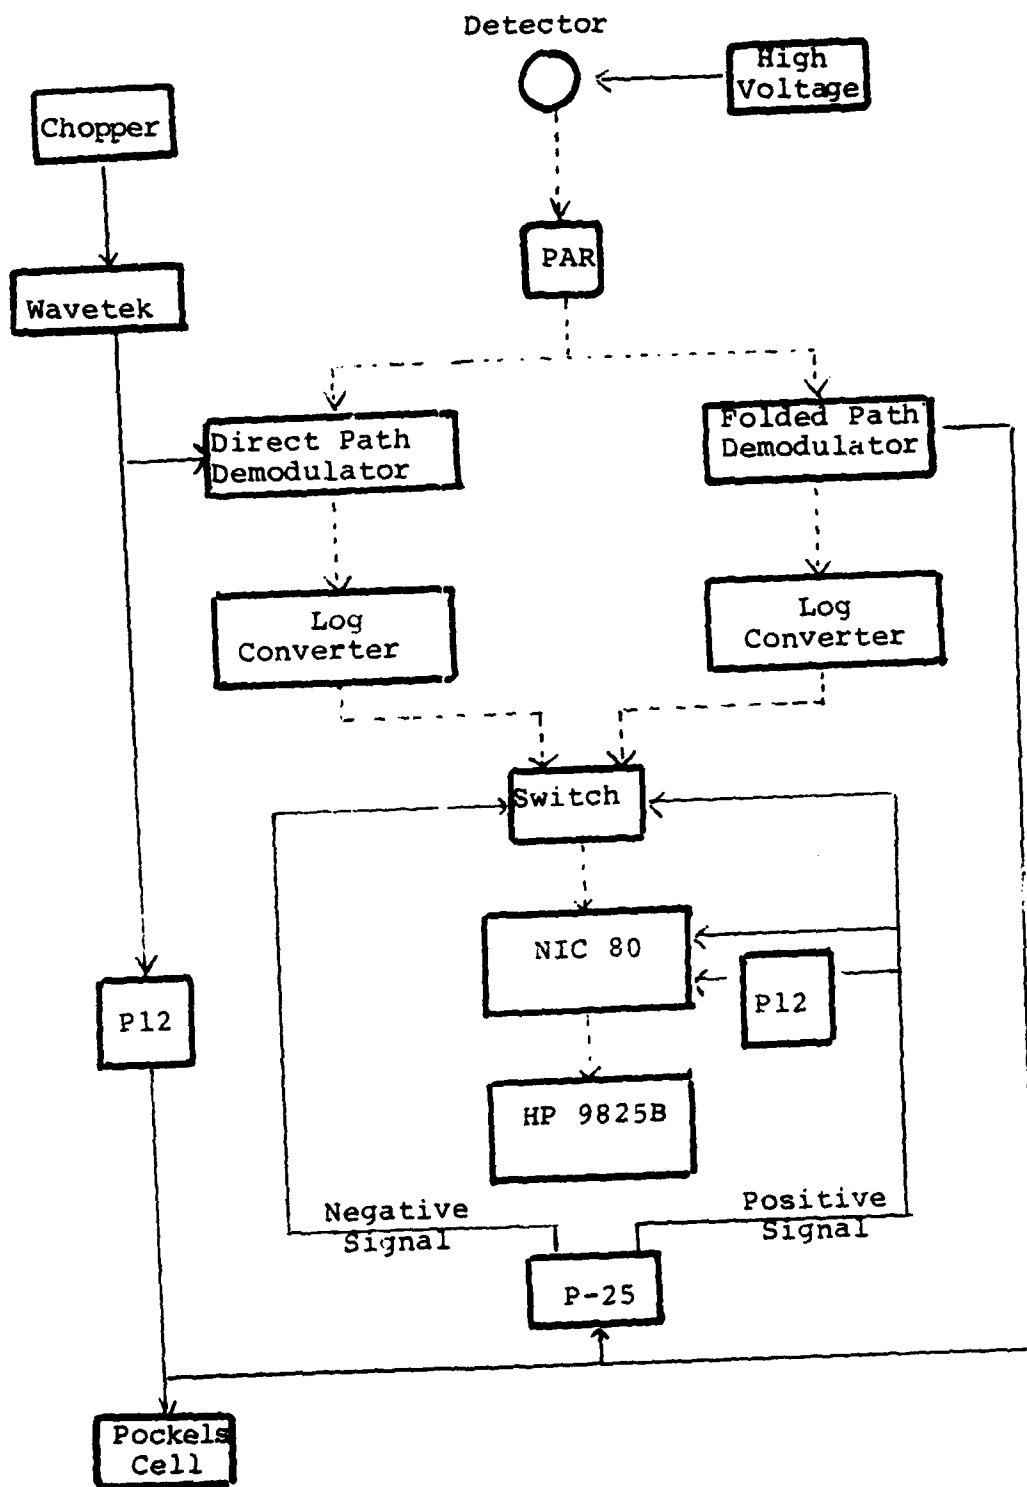 Detector
High
Voltage
Chopper
PAR
Wavetek
Direct Path
Demodulator
Folded Path
Demodulator
Log
Converter
Log
Converter
Switch
NIC 80
P12
P12
HP 9825B
Negative
Signal
Positive
Signal
P-25
Pockels
Cell